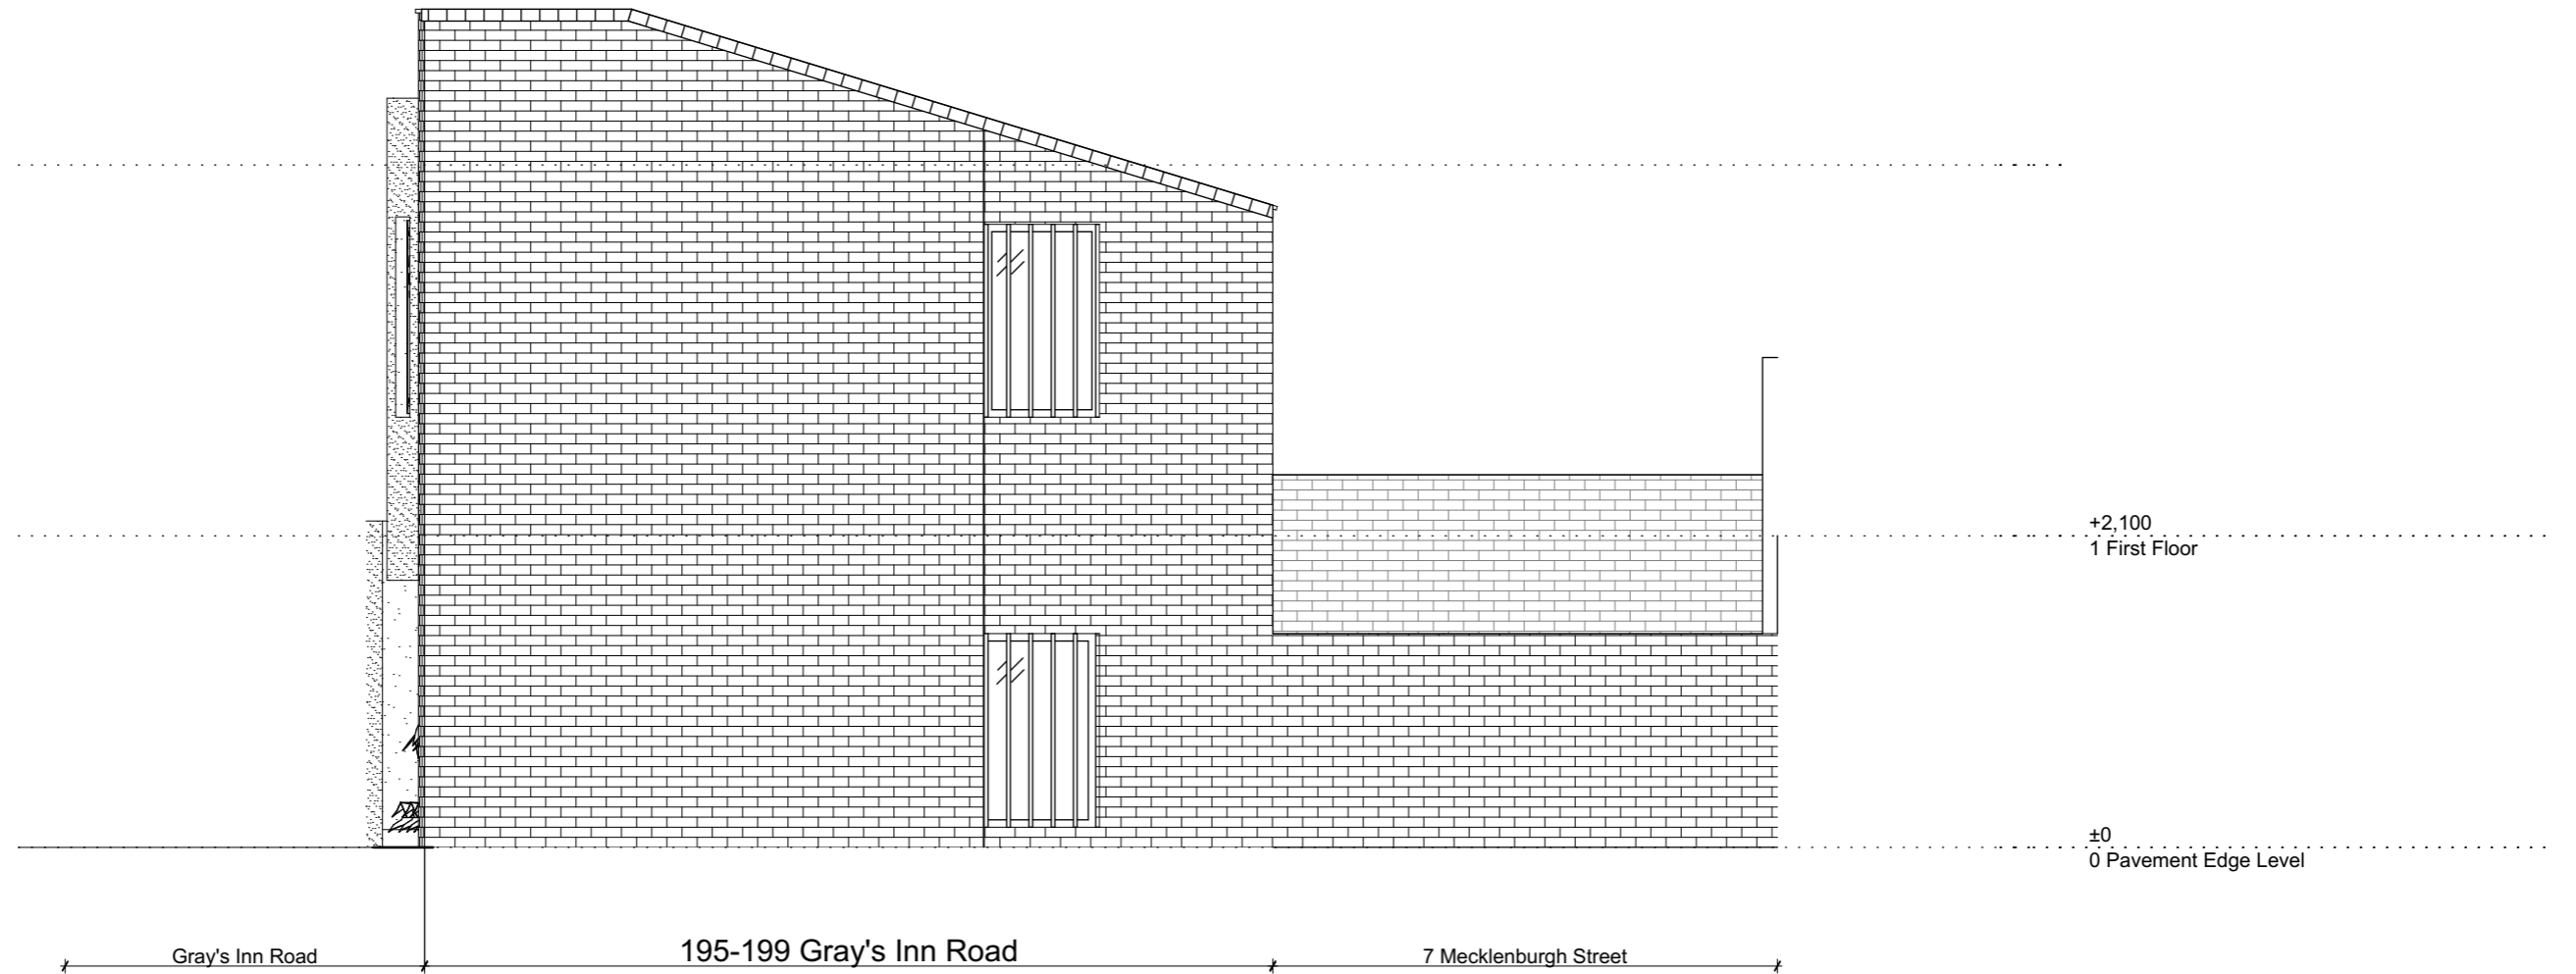 +2,100
1 First Floor
±0
0 Pavement Edge Level
Gray's Inn Road
195-199 Gray's Inn Road
7 Mecklenburgh Street